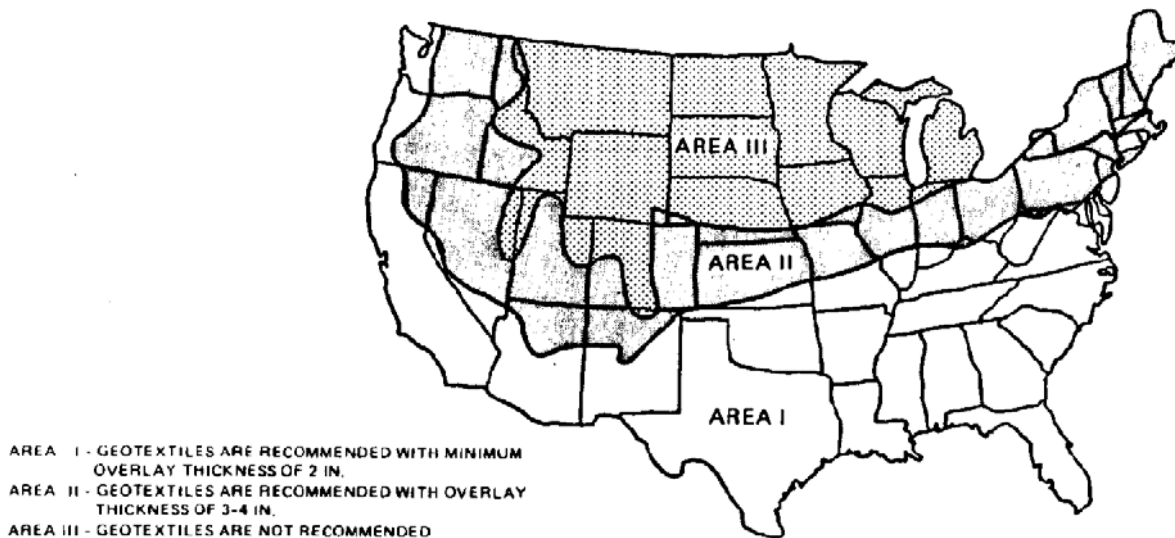 AREA III
AREA II
AREA I
AREA I - GEOTEXTILES ARE RECOMMENDED WITH MINIMUM
OVERLAY THICKNESS OF 2 IN.
AREA II - GEOTEXTILES ARE RECOMMENDED WITH OVERLAY
THICKNESS OF 3-4 IN.
AREA III - GEOTEXTILES ARE NOT RECOMMENDED